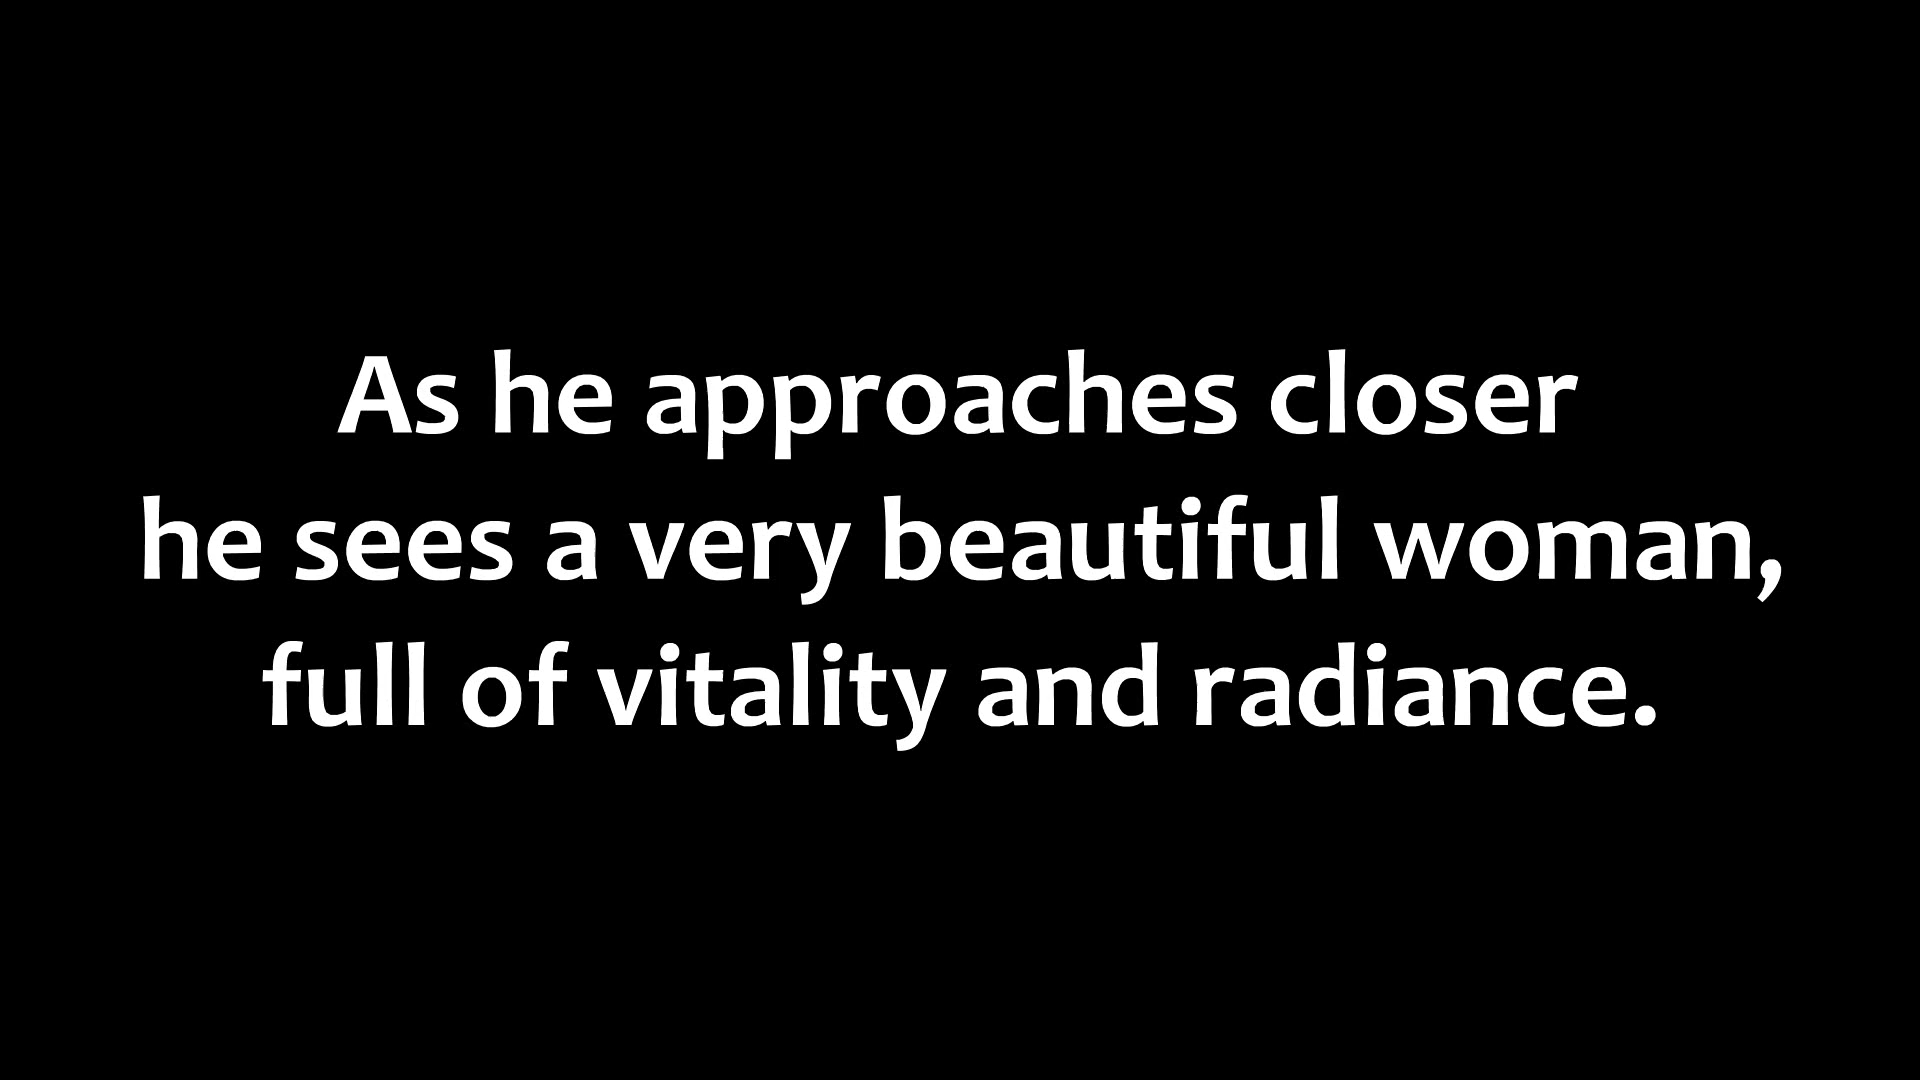 As he approaches closer
he sees a very beautiful woman,
full of vitality and radiance.